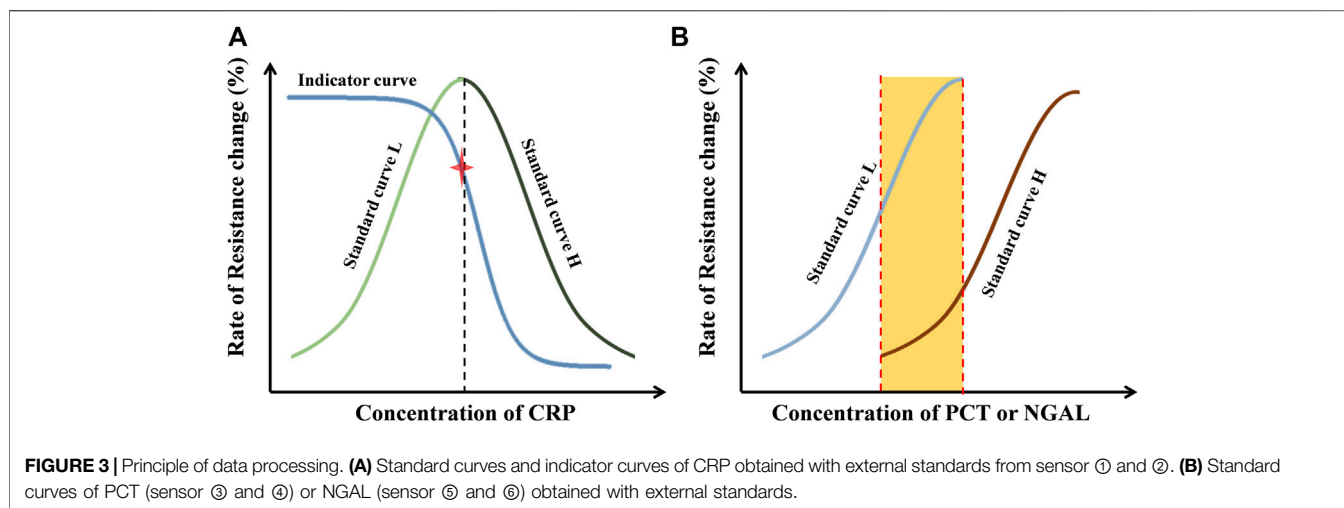 A
Rate of Resistance change (%)
Indicator curve
Standard curve L
Standard curve H
Concentration of CRP
B
Rate of Resistance change (%)
Standard curve L
Standard curve H
Concentration of PCT or NGAL
FIGURE 3 | Principle of data processing. (A) Standard curves and indicator curves of CRP obtained with external standards from sensor ① and ②. (B) Standard
curves of PCT (sensor ③ and ④) or NGAL (sensor ⑤ and ⑥) obtained with external standards.